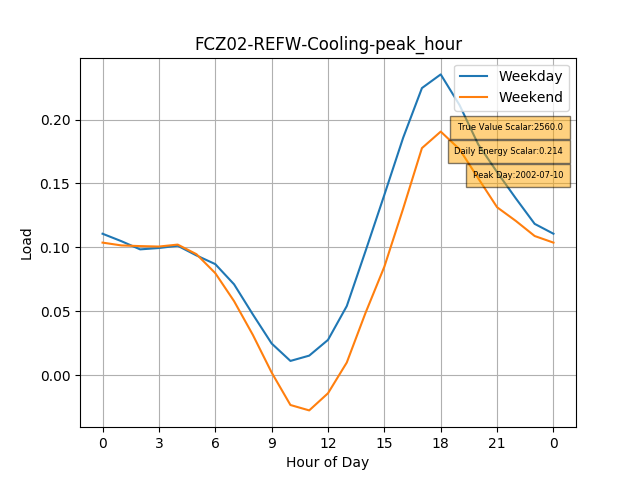 FCZ02-REFW-Cooling-peak_hour
Weekday
Weekend
True Value Scalar:2560.0
Daily Energy Scalar:0.214
Peak Day:2002-07-10
Load
0.20
0.15
0.10
0.05
0.00
0 3 6 9 12 15 18 21 0
Hour of Day